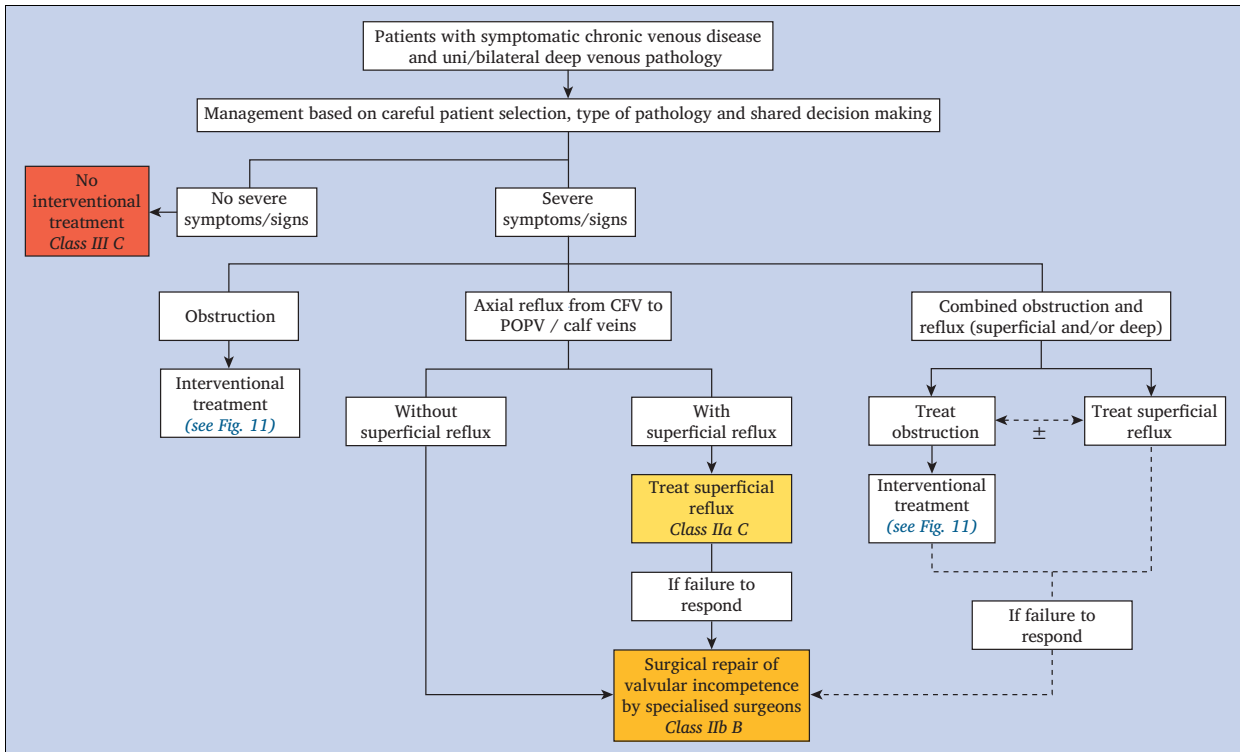 Patients with symptomatic chronic venous disease
and uni/bilateral deep venous pathology
Management based on careful patient selection, type of pathology and shared decision making
No
interventional
treatment
Class III C
No severe
symptoms/signs
Severe
symptoms/signs
Obstruction
Axial reflux from CFV to
POPV / calf veins
Combined obstruction and
reflux (superficial and/or deep)
Interventional
treatment
(see Fig. 11)
Without
superficial reflux
With
superficial reflux
Treat
obstruction
±
Treat superficial
reflux
Treat superficial
reflux
Class IIa C
Interventional
treatment
(see Fig. 11)
If failure to
respond
If failure to
respond
Surgical repair of
valvular incompetence
by specialised surgeons
Class IIb B